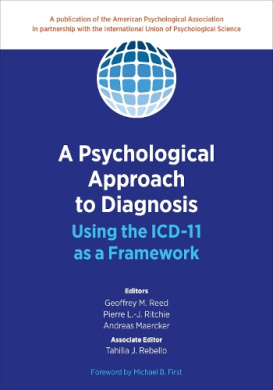 A publication of the American Psychological Association
in partnership with the International Union of Psychological Science
A Psychological
Approach
to Diagnosis
Using the ICD-11
as a Framework
Editors
Geoffrey M. Reed
Pierre L.-J. Ritchie
Andreas Maercker
Associate Editor
Tahilia J. Rebello
Foreword by Michael B. First